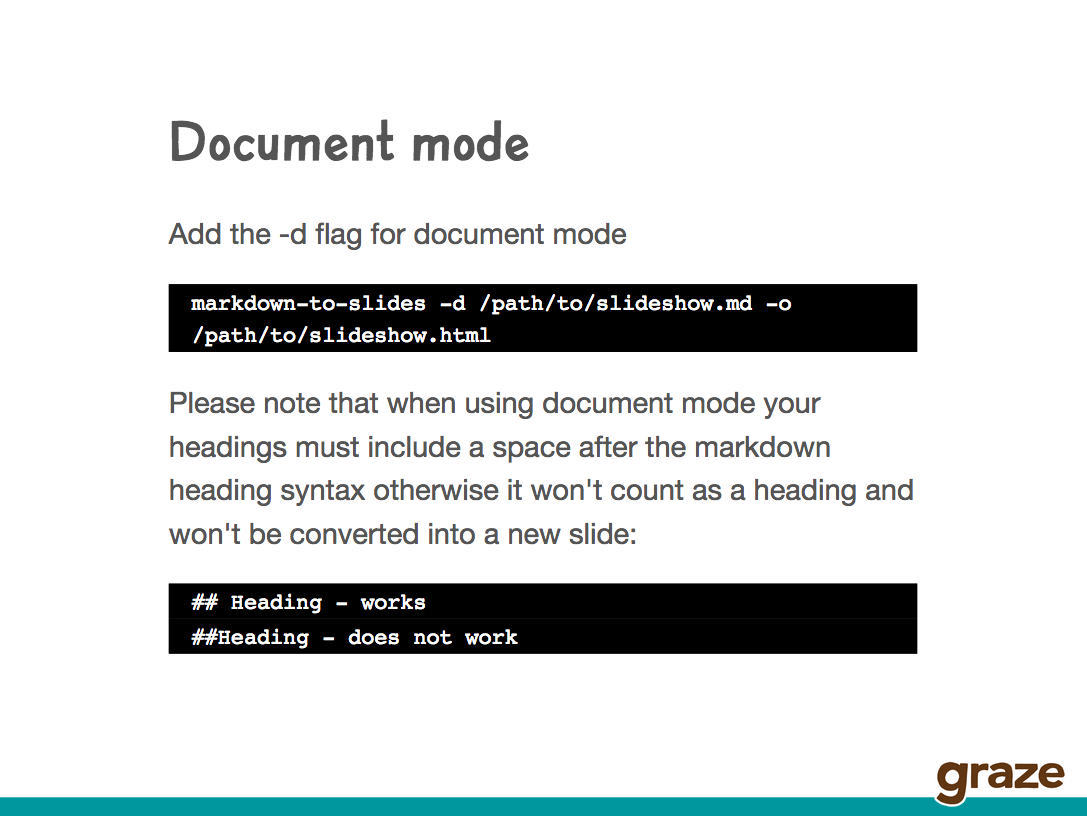 Document mode
Add the -d flag for document mode
markdown-to-slides -d /path/to/slideshow.md -o
/path/to/slideshow.html
Please note that when using document mode your
headings must include a space after the markdown
heading syntax otherwise it won't count as a heading and
won't be converted into a new slide:
## Heading - works
##Heading - does not work
graze